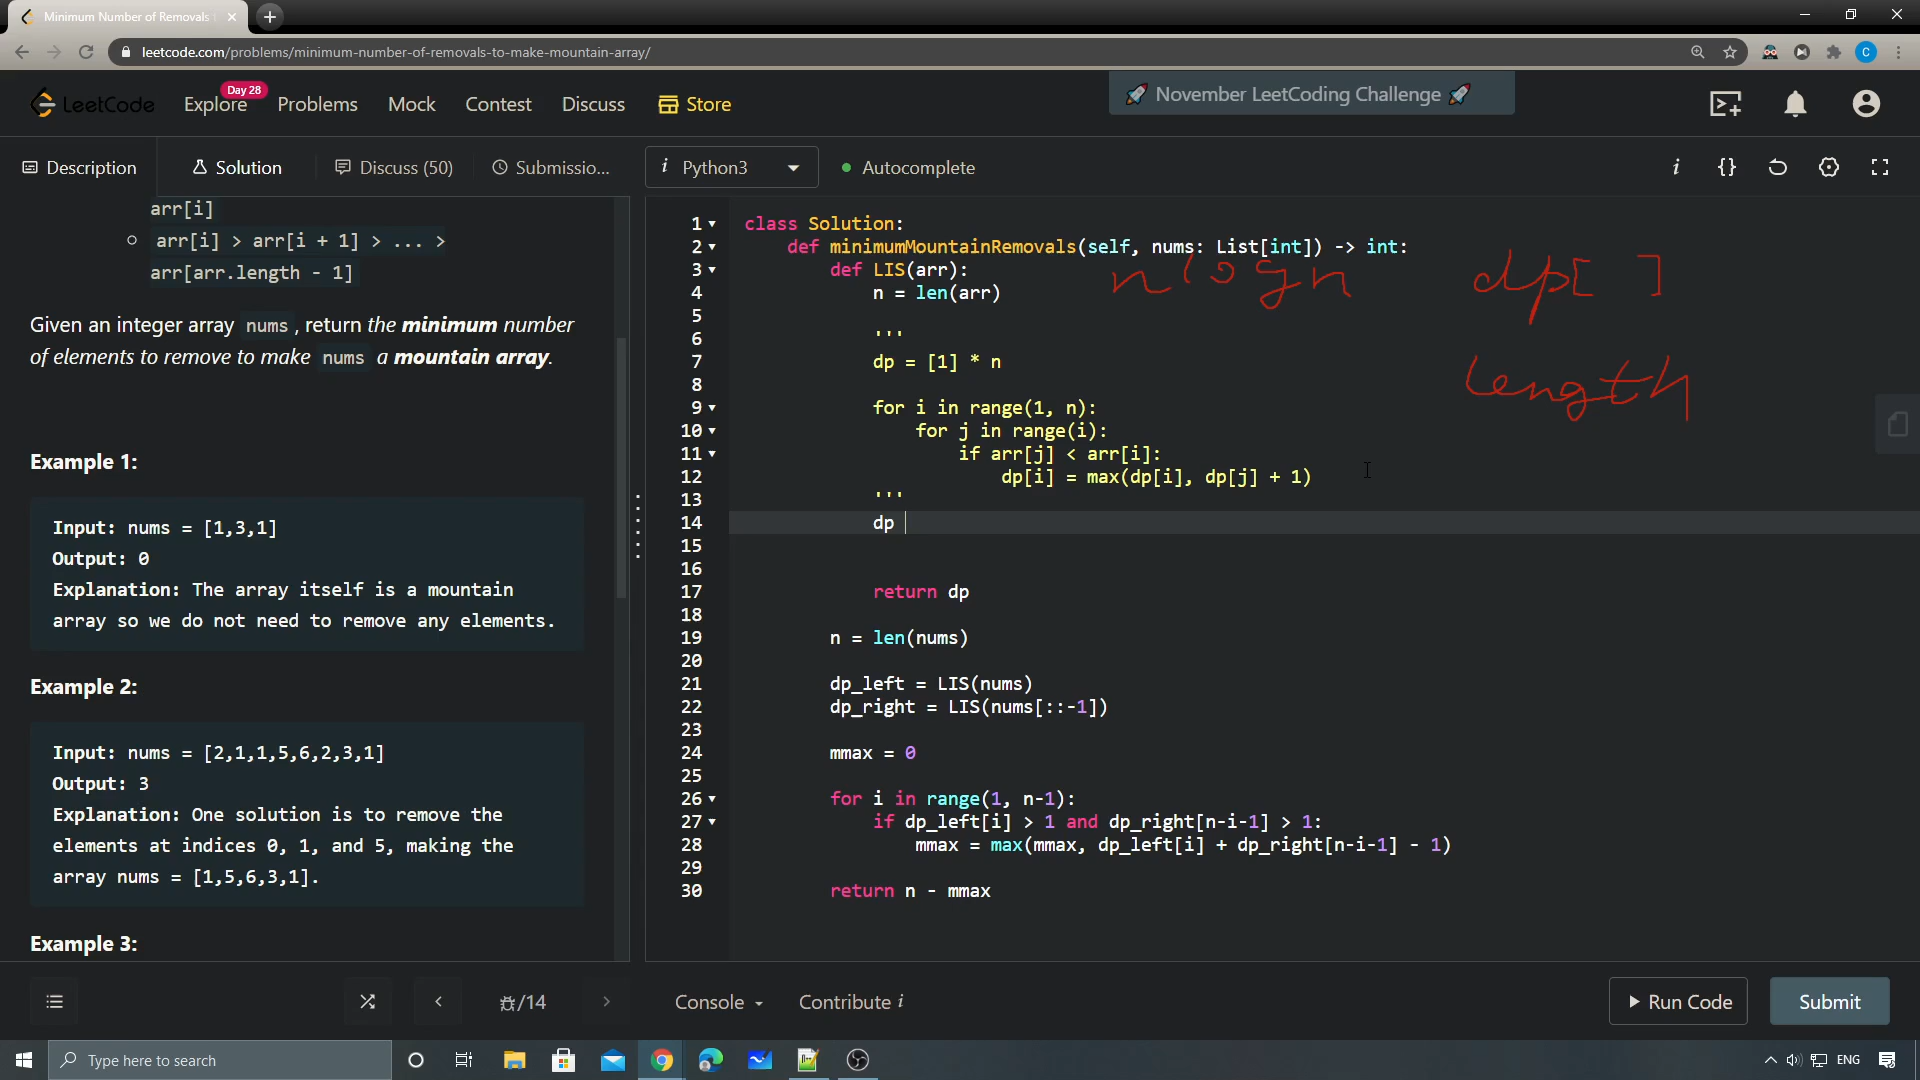 Minimum Number of Removals
leetcode.com/problems/minimum-number-of-removals-to-make-mountain-array/
C
LeetCode
Explore
Day 28
Problems
Mock
Contest
Discuss
Store
🚀 November LeetCoding Challenge 🚀
Description
Solution
Discuss (50)
Submissio...
i Python3
Autocomplete
i {}
arr[i]
arr[i] > arr[i + 1] > ... >
arr[arr.length - 1]
Given an integer array nums, return the minimum number
of elements to remove to make nums a mountain array.
Example 1:
Input: nums = [1,3,1]
Output: 0
Explanation: The array itself is a mountain
array so we do not need to remove any elements.
Example 2:
Input: nums = [2,1,1,5,6,2,3,1]
Output: 3
Explanation: One solution is to remove the
elements at indices 0, 1, and 5, making the
array nums = [1,5,6,3,1].
Example 3:
1 class Solution:
2 def minimumMountainRemovals(self, nums: List[int]) -> int:
3 def LIS(arr):
4 n = len(arr)
5
6 '''
7 dp = [1] * n
8
9 for i in range(1, n):
10 for j in range(i):
11 if arr[j] < arr[i]:
12 dp[i] = max(dp[i], dp[j] + 1)
13 '''
14 dp
15
16
17 return dp
18
19 n = len(nums)
20
21 dp_left = LIS(nums)
22 dp_right = LIS(nums[::-1])
23
24 mmax = 0
25
26 for i in range(1, n-1):
27 if dp_left[i] > 1 and dp_right[n-i-1] > 1:
28 mmax = max(mmax, dp_left[i] + dp_right[n-i-1] - 1)
29
30 return n - mmax
nlogn dp[ ]
length
/14
Console
Contribute i
Run Code
Submit
Type here to search
ENG